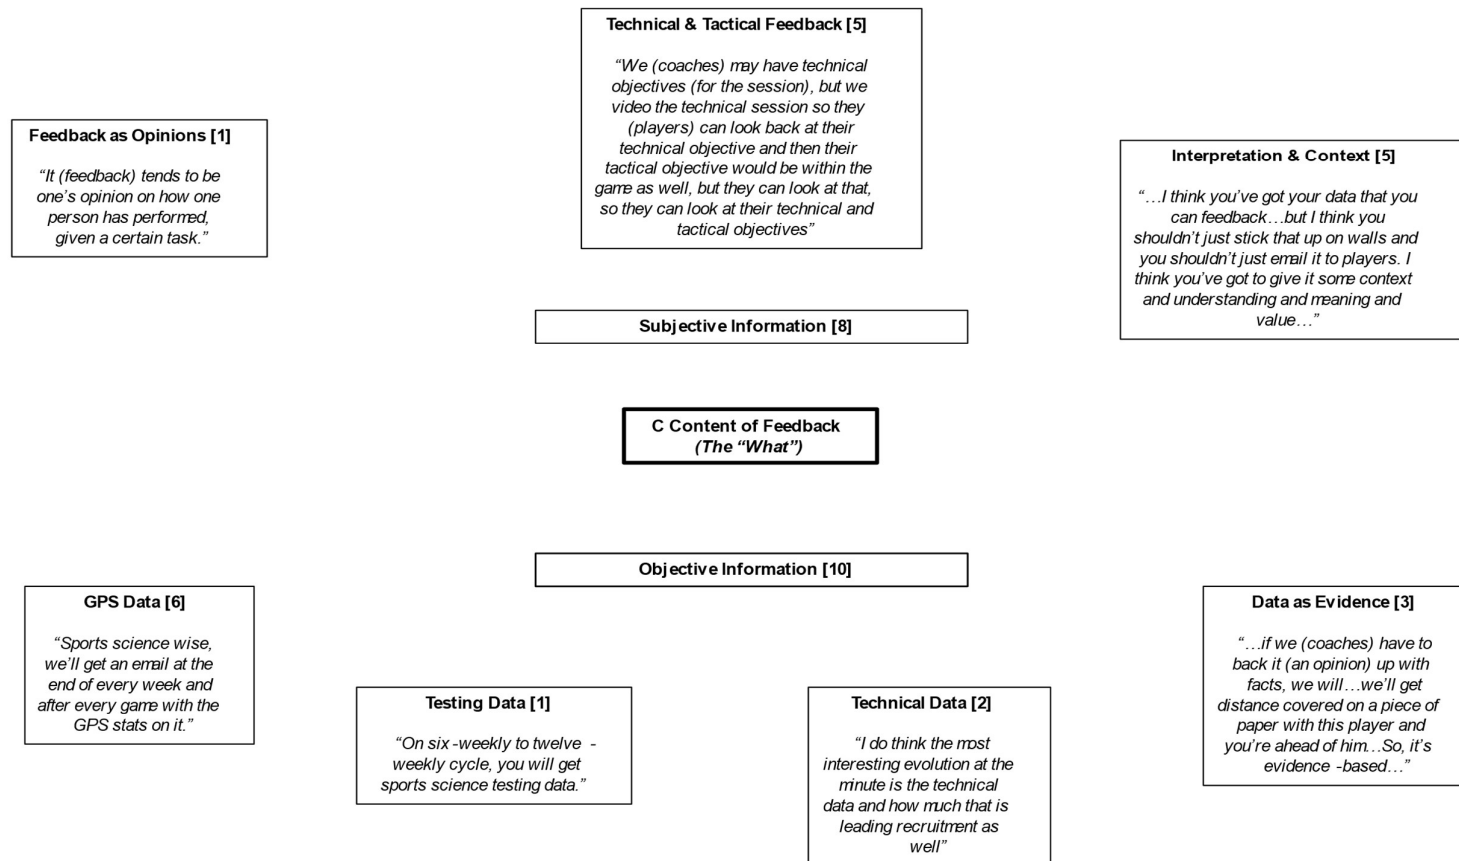 Technical & Tactical Feedback [5]
“We (coaches) may have technical
objectives (for the session), but we
video the technical session so they
(players) can look back at their
technical objective and then their
tactical objective would be within the
game as well, but they can look at that,
so they can look at their technical and
tactical objectives”
Feedback as Opinions [1]
“It (feedback) tends to be
one’s opinion on how one
person has performed,
given a certain task.”
Interpretation & Context [5]
“…I think you’ve got your data that you
can feedback…but I think you
shouldn’t just stick that up on walls and
you shouldn’t just email it to players. I
think you’ve got to give it some context
and understanding and meaning and
value…”
Subjective Information [8]
C Content of Feedback
(The “What”)
Objective Information [10]
GPS Data [6]
“Sports science wise,
we’ll get an email at the
end of every week and
after every game with the
GPS stats on it.”
Testing Data [1]
“On six -weekly to twelve -
weekly cycle, you will get
sports science testing data.”
Technical Data [2]
“I do think the most
interesting evolution at the
minute is the technical
data and how much that is
leading recruitment as
well”
Data as Evidence [3]
“…if we (coaches) have to
back it (an opinion) up with
facts, we will…we’ll get
distance covered on a piece of
paper with this player and
you’re ahead of him…So, it’s
evidence -based…”